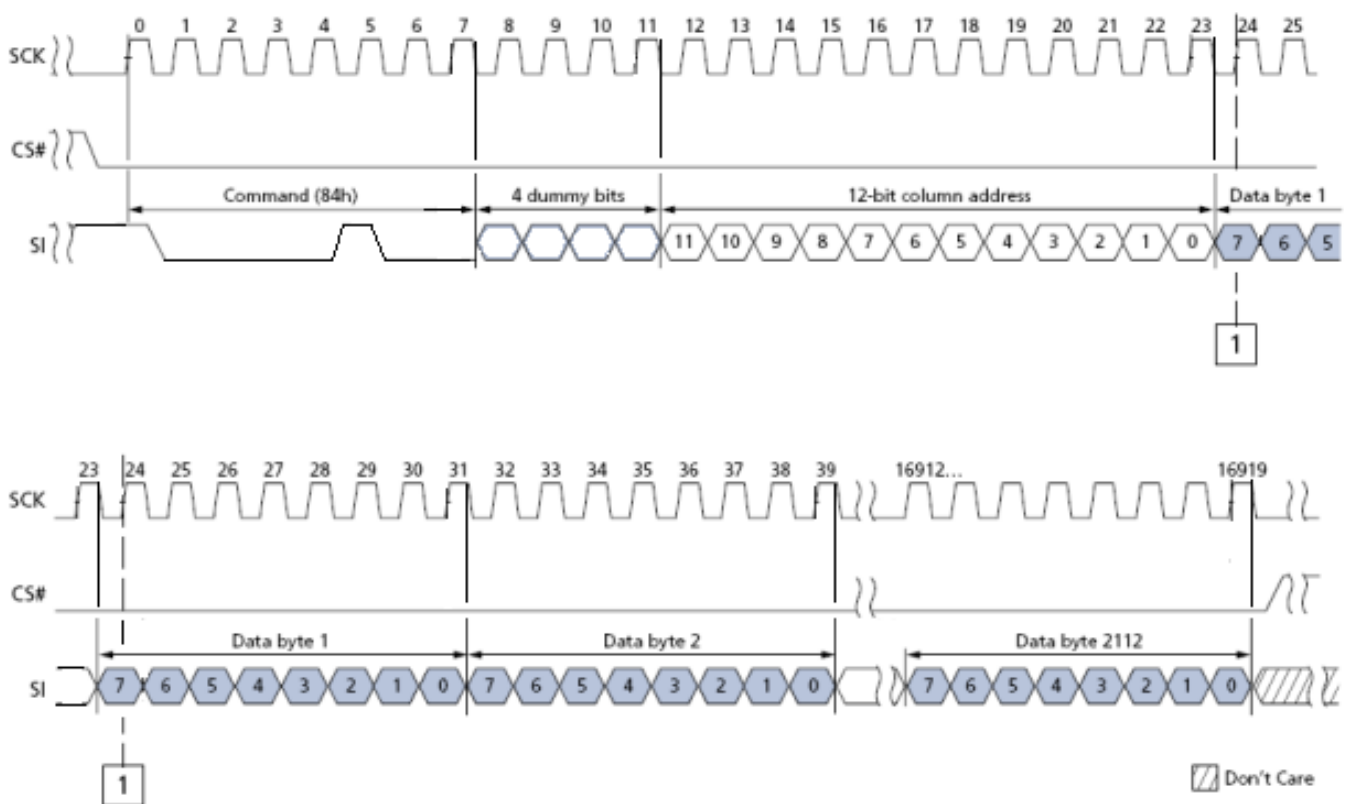 0 1 2 3 4 5 6 7 8 9 10 11 12 13 14 15 16 17 18 19 20 21 22 23 24 25
SCK
CS#
Command (84h) 4 dummy bits 12-bit column address Data byte 1
SI 11 10 9 8 7 6 5 4 3 2 1 0 7 6 5
1
23 24 25 26 27 28 29 30 31 32 33 34 35 36 37 38 39 16912... 16919
SCK
CS#
Data byte 1 Data byte 2 Data byte 2112
SI 7 6 5 4 3 2 1 0 7 6 5 4 3 2 1 0 7 6 5 4 3 2 1 0
1
Don't Care